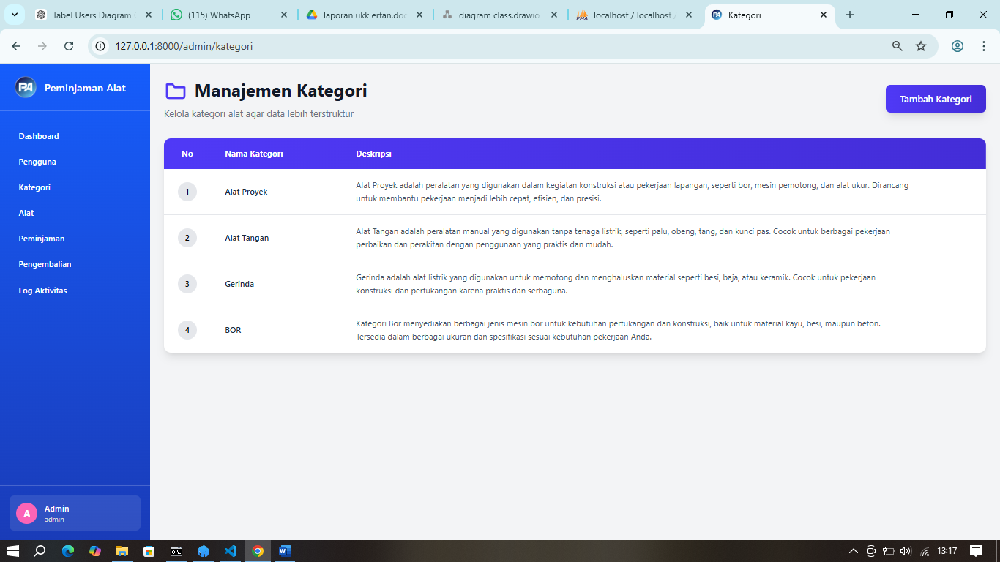 Tabel Users Diagram
(115) WhatsApp
laporan ukk erfan.doc
diagram class.drawio
localhost / localhost /
Kategori
127.0.0.1:8000/admin/kategori
PA
Peminjaman Alat
Dashboard
Pengguna
Kategori
Alat
Peminjaman
Pengembalian
Log Aktivitas
A
Admin
admin
Manajemen Kategori
Kelola kategori alat agar data lebih terstruktur
Tambah Kategori
No Nama Kategori Deskripsi
1 Alat Proyek Alat Proyek adalah peralatan yang digunakan dalam kegiatan konstruksi atau pekerjaan lapangan, seperti bor, mesin pemotong, dan alat ukur. Dirancang
untuk membantu pekerjaan menjadi lebih cepat, efisien, dan presisi.
2 Alat Tangan Alat Tangan adalah peralatan manual yang digunakan tanpa tenaga listrik, seperti palu, obeng, tang, dan kunci pas. Cocok untuk berbagai pekerjaan
perbaikan dan perakitan dengan penggunaan yang praktis dan mudah.
3 Gerinda Gerinda adalah alat listrik yang digunakan untuk memotong dan menghaluskan material seperti besi, baja, atau keramik. Cocok untuk pekerjaan
konstruksi dan pertukangan karena praktis dan serbaguna.
4 BOR Kategori Bor menyediakan berbagai jenis mesin bor untuk kebutuhan pertukangan dan konstruksi, baik untuk material kayu, besi, maupun beton.
Tersedia dalam berbagai ukuran dan spesifikasi sesuai kebutuhan pekerjaan Anda.
13:17